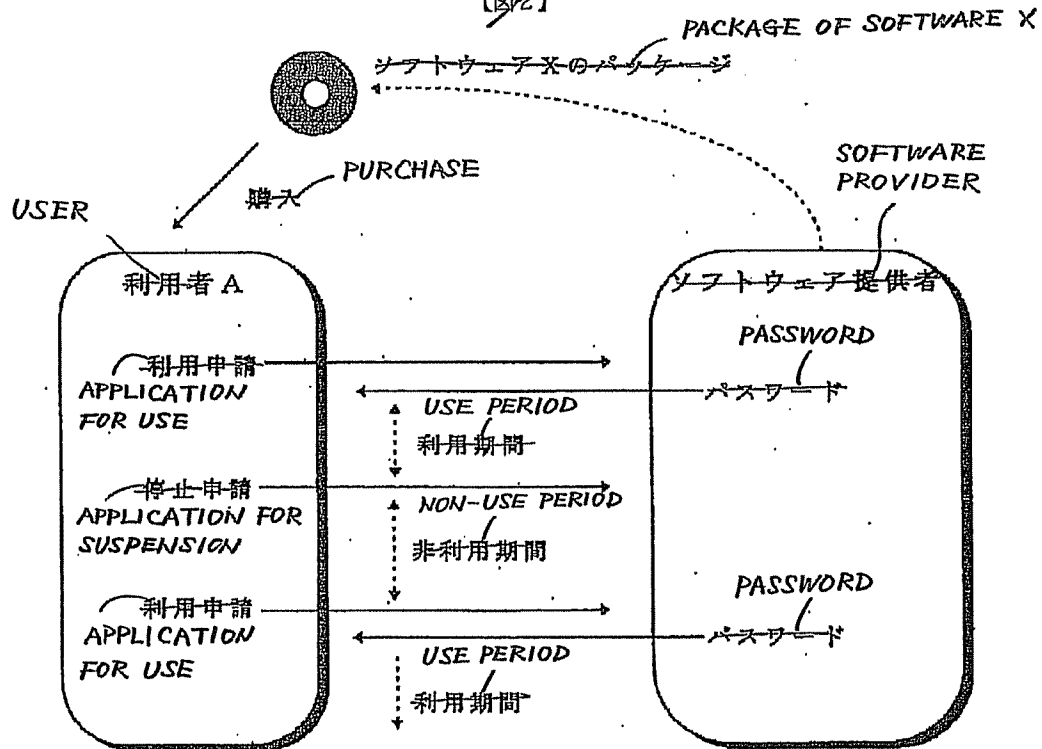 【図2】
PACKAGE OF SOFTWARE X
ソフトウェアXのパッケージ
SOFTWARE
PROVIDER
PURCHASE
購入
USER
利用者 A
ソフトウェア提供者
PASSWORD
利用申請
APPLICATION
FOR USE
パスワード
USE PERIOD
利用期間
停止申請
APPLICATION FOR
SUSPENSION
NON-USE PERIOD
非利用期間
PASSWORD
利用申請
APPLICATION
FOR USE
パスワード
USE PERIOD
利用期間